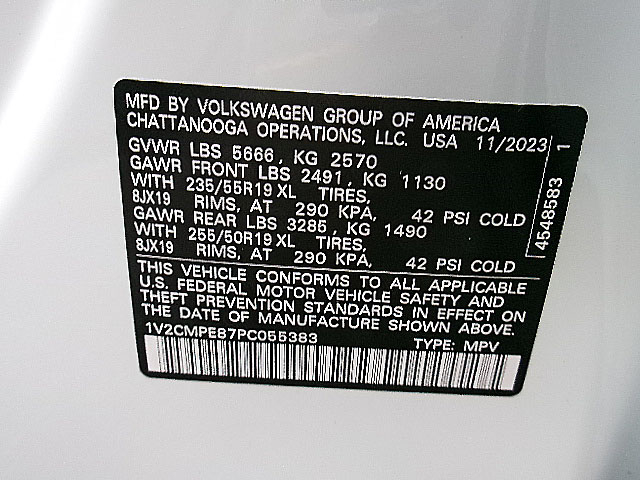 MFD BY VOLKSWAGEN GROUP OF AMERICA
CHATTANOOGA OPERATIONS, LLC. USA 11/2023
GVWR LBS 5666, KG 2570
GAWR FRONT LBS 2491, KG 1130
WITH 235/55R19 XL TIRES,
8JX19 RIMS, AT 290 KPA, 42 PSI COLD
GAWR REAR LBS 3285, KG 1490
WITH 255/50R19 XL TIRES,
8JX19 RIMS, AT 290 KPA, 42 PSI COLD
4548583 1
THIS VEHICLE CONFORMS TO ALL APPLICABLE
U.S. FEDERAL MOTOR VEHICLE SAFETY AND
THEFT PREVENTION STANDARDS IN EFFECT ON
THE DATE OF MANUFACTURE SHOWN ABOVE.
1V2CMPE87PC055383 TYPE: MPV